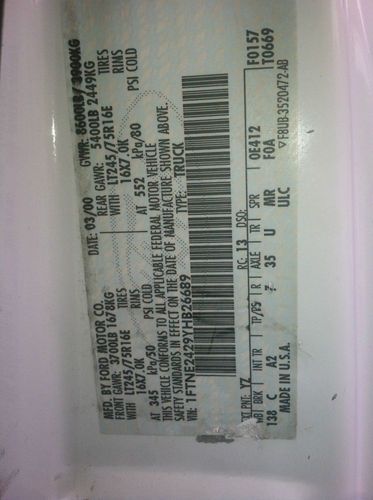 MFD. BY FORD MOTOR CO.
DATE: 03/00 GVWR: 8600LB/ 3900KG
FRONT GAWR: 3700LB 1678KG REAR GAWR: 5400LB 2449KG
WITH LT245/75R16E TIRES WITH LT245/75R16E TIRES
16X7.0K RIMS 16X7.0K RIMS
AT 345 kPa/50 PSI COLD AT 552 kPa/80 PSI COLD
THIS VEHICLE CONFORMS TO ALL APPLICABLE FEDERAL MOTOR VEHICLE
SAFETY STANDARDS IN EFFECT ON THE DATE OF MANUFACTURE SHOWN ABOVE.
VIN: 1FTNE2429YHB26689 TYPE: TRUCK
F0157
T0669
EXT PNT: YZ RC: 13 DSO:
WB BRK INT TR TP/PS R AXLE TR SPR 0E412
138 C A2 7 35 U MR FOA
MADE IN U.S.A. ULC
▽F8UB-3520472-AB